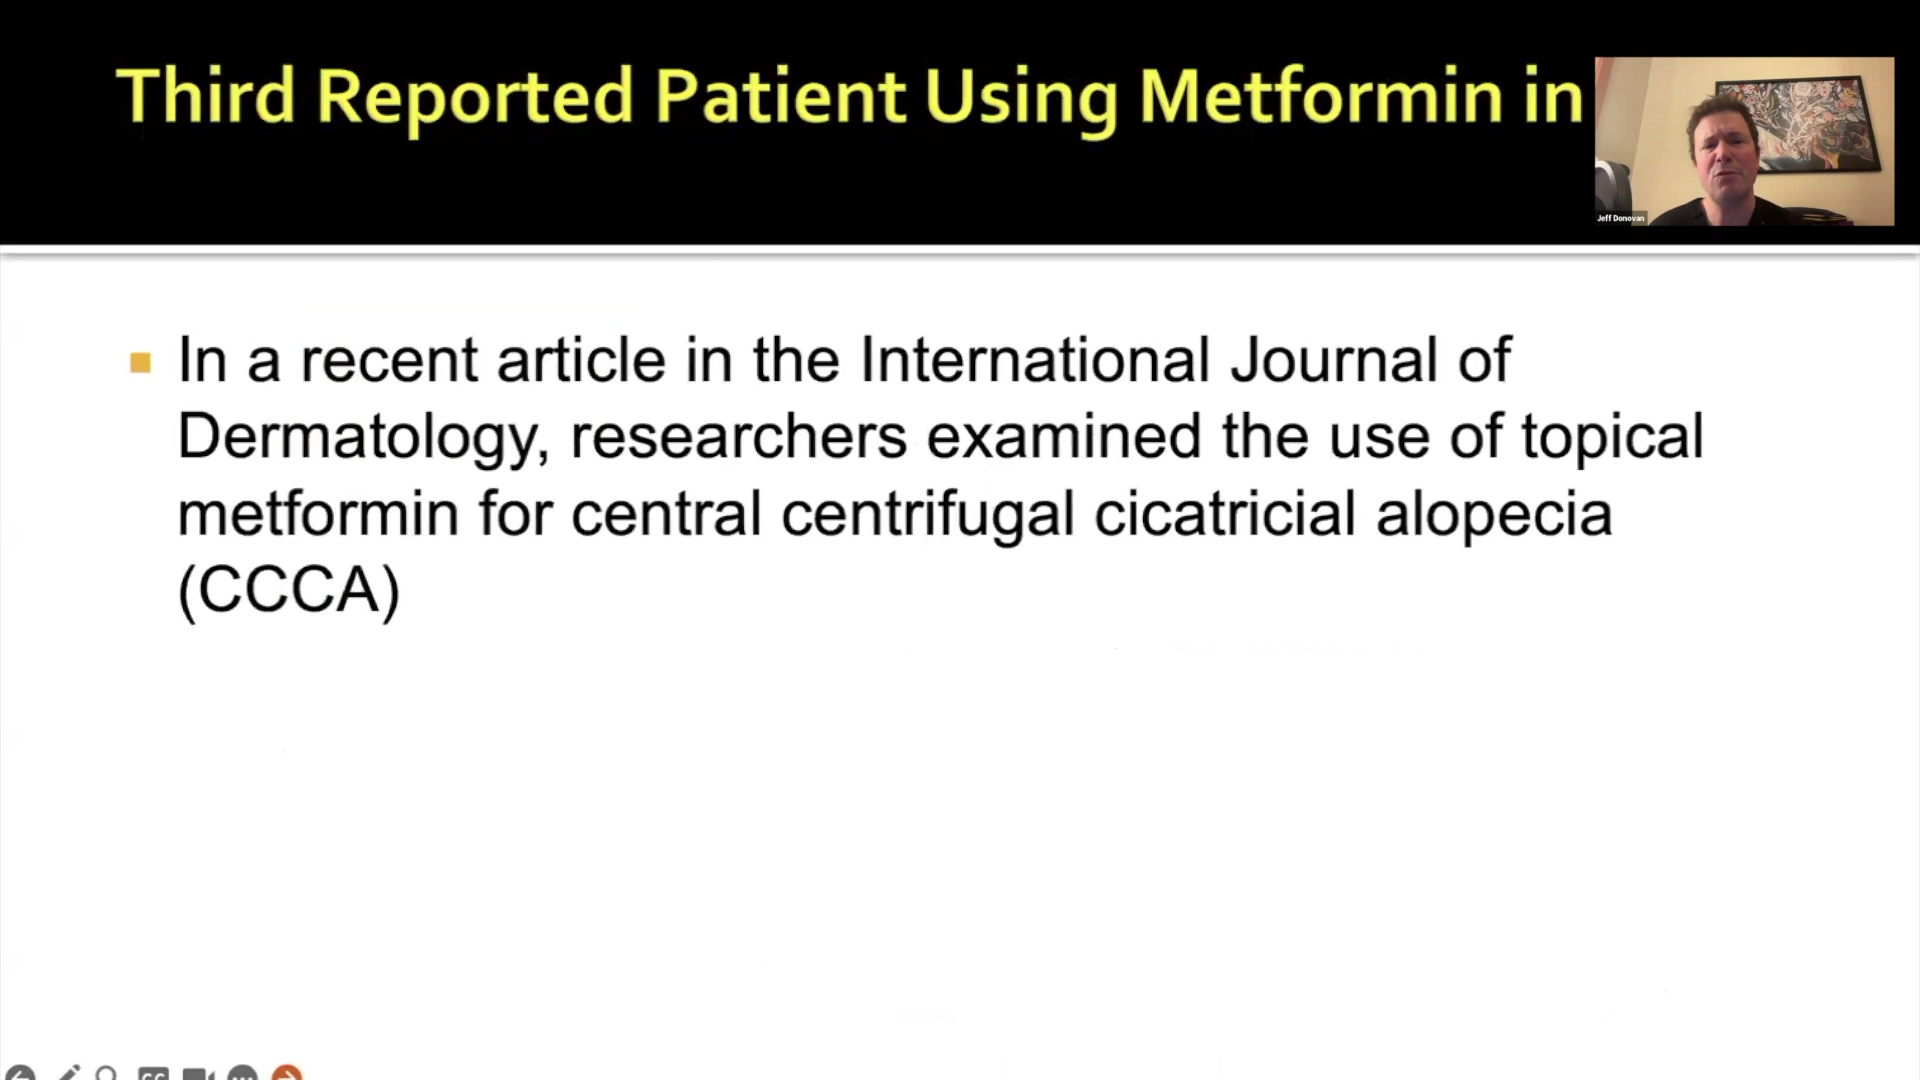 Third Reported Patient Using Metformin in
Jeff Donovan
In a recent article in the International Journal of
Dermatology, researchers examined the use of topical
metformin for central centrifugal cicatricial alopecia
(CCCA)
CC